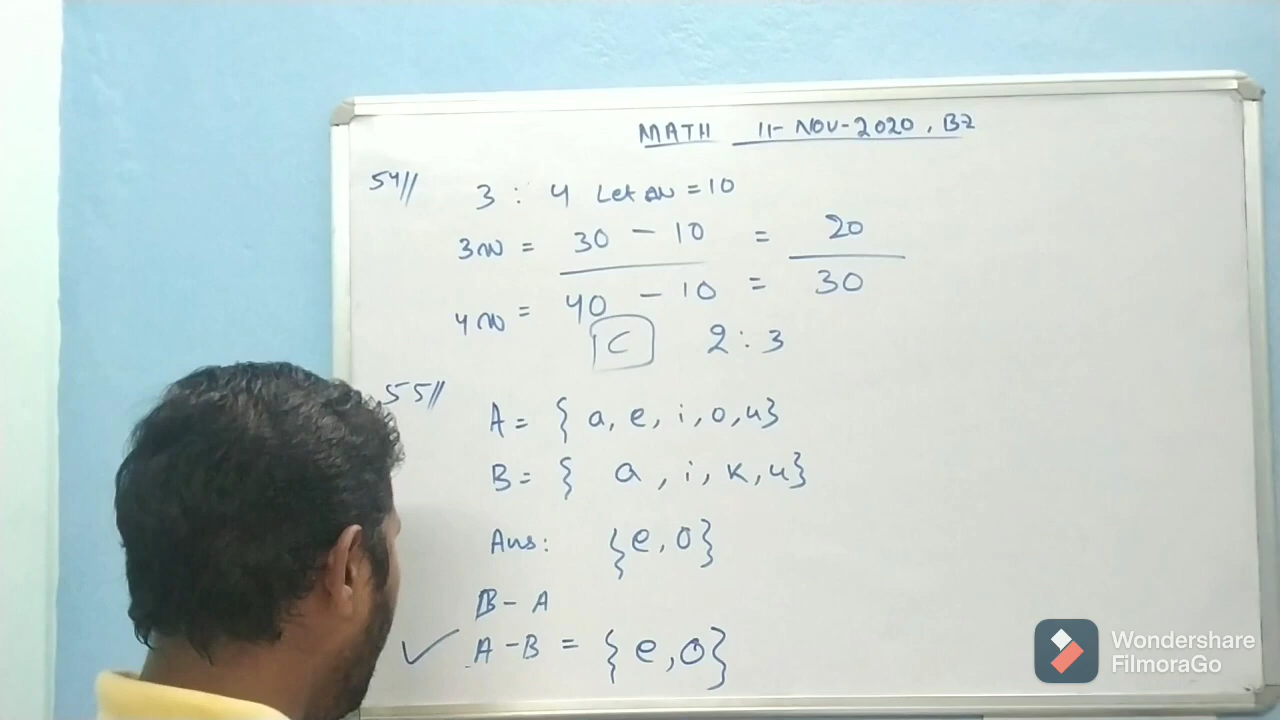 MATH 11-NOV-2020, B2
54//
3 : 4 Let x = 10
3x = 30 - 10 = 20
4x = 40 - 10 = 30
C 2 : 3
55//
A = { a, e, i, o, u}
B = { a, i, k, u}
Ans: {e, o}
B - A
✓ A - B = {e, o}
Wondershare
FilmoraGo